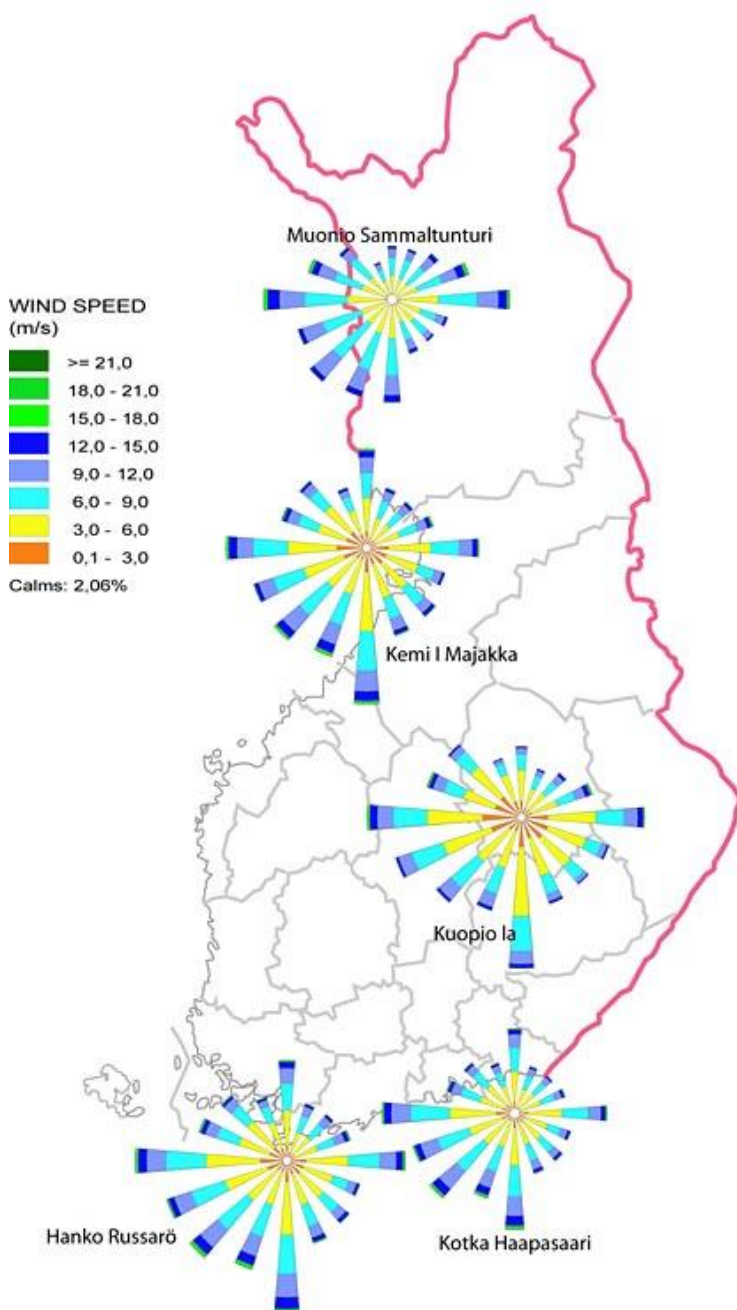 Muonio Sammaltunturi
WIND SPEED
(m/s)
>= 21,0
18,0 - 21,0
15,0 - 18,0
12,0 - 15,0
9,0 - 12,0
6,0 - 9,0
3,0 - 6,0
0,1 - 3,0
Calms: 2,06%
Kemi I Majakka
Kuopio la
Hanko Russarö
Kotka Haapasaari